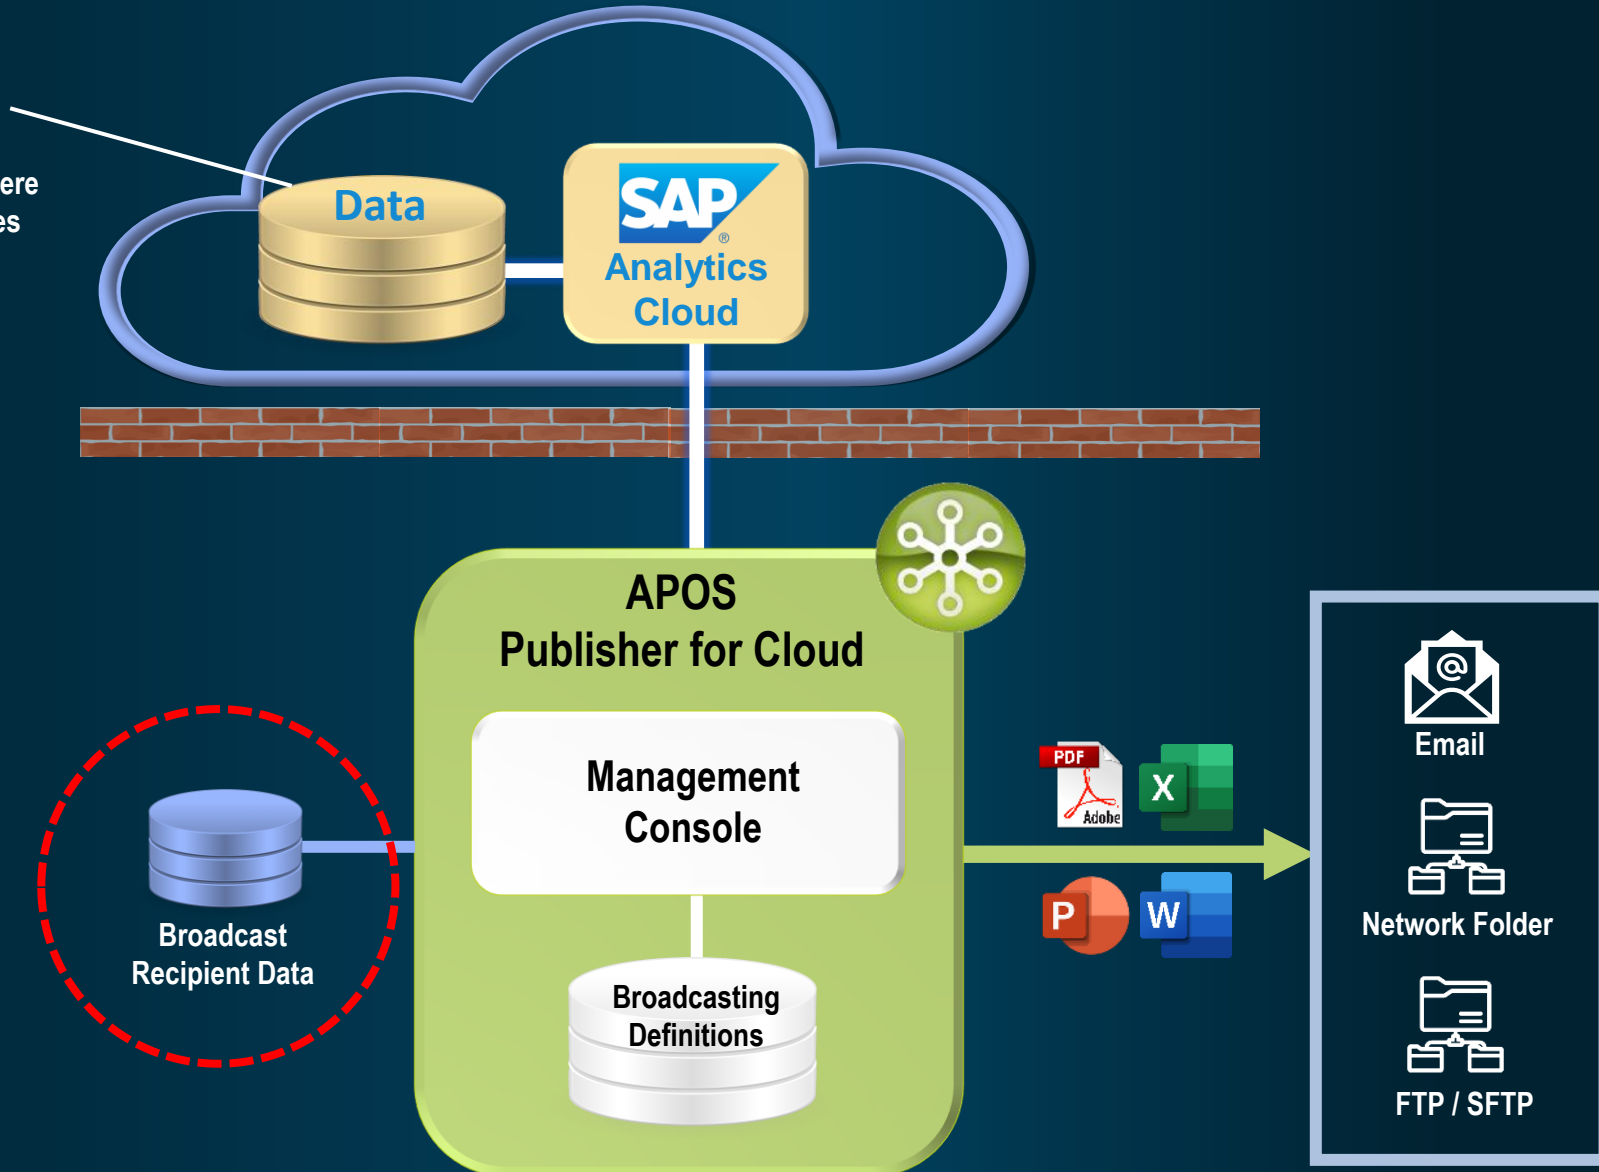 Data
SAP
®
Analytics
Cloud
APOS
Publisher for Cloud
Management
Console
Broadcasting
Definitions
Broadcast
Recipient Data
PDF
Adobe
X
P
W
@
Email
Network Folder
FTP / SFTP